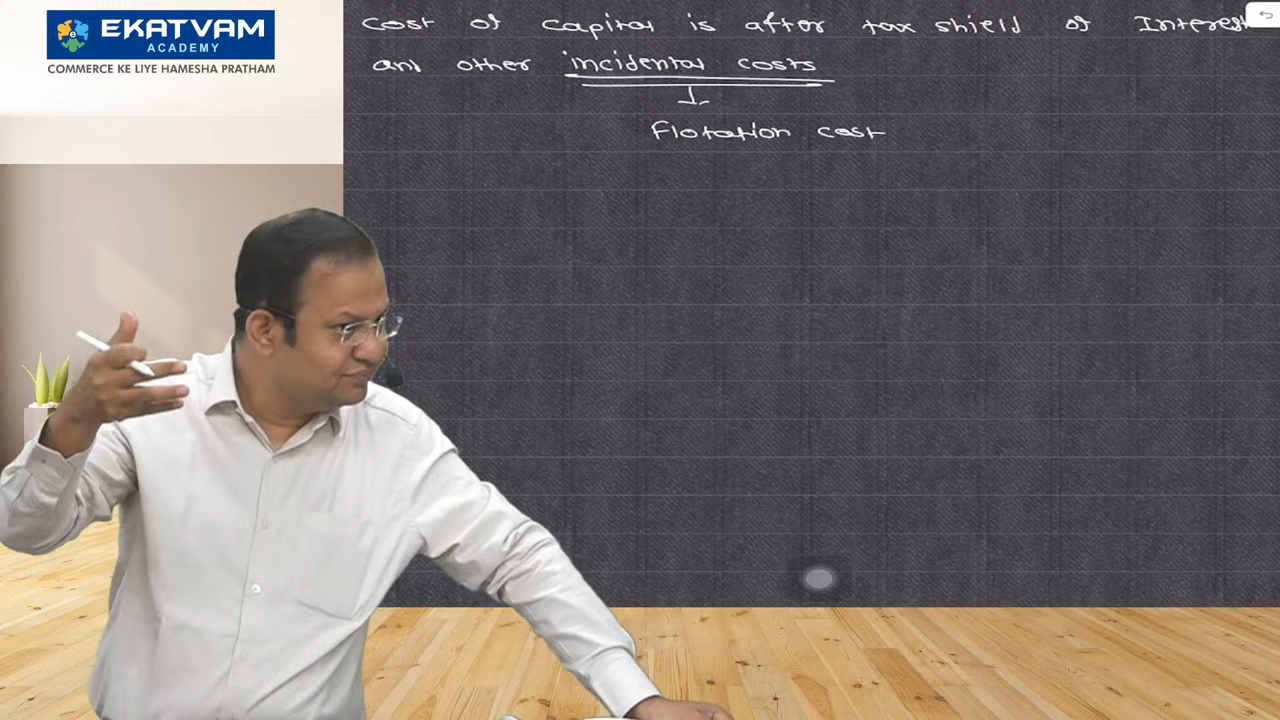 EKATVAM
ACADEMY
COMMERCE KE LIYE HAMESHA PRATHAM
Cost of Capital is after tax shield of Interest
and other incidental costs
Flotation cost